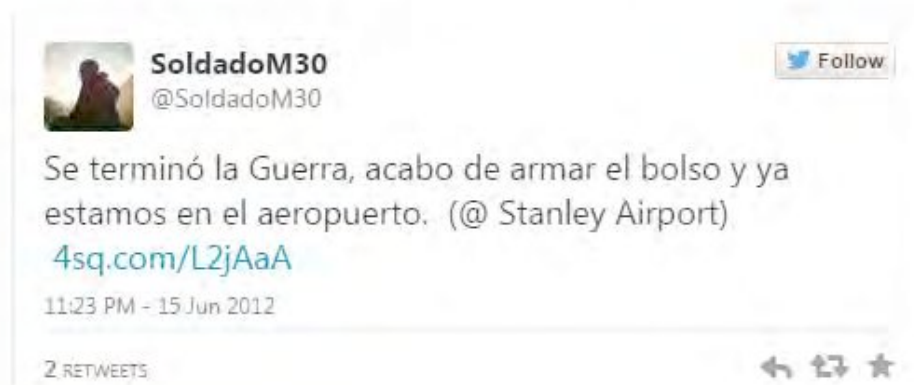 SoldadoM30
Follow
@SoldadoM30
Se terminó la Guerra, acabo de armar el bolso y ya
estamos en el aeropuerto. (@ Stanley Airport)
4sq.com/L2jAaA
11:23 PM - 15 Jun 2012
2 RETWEETS